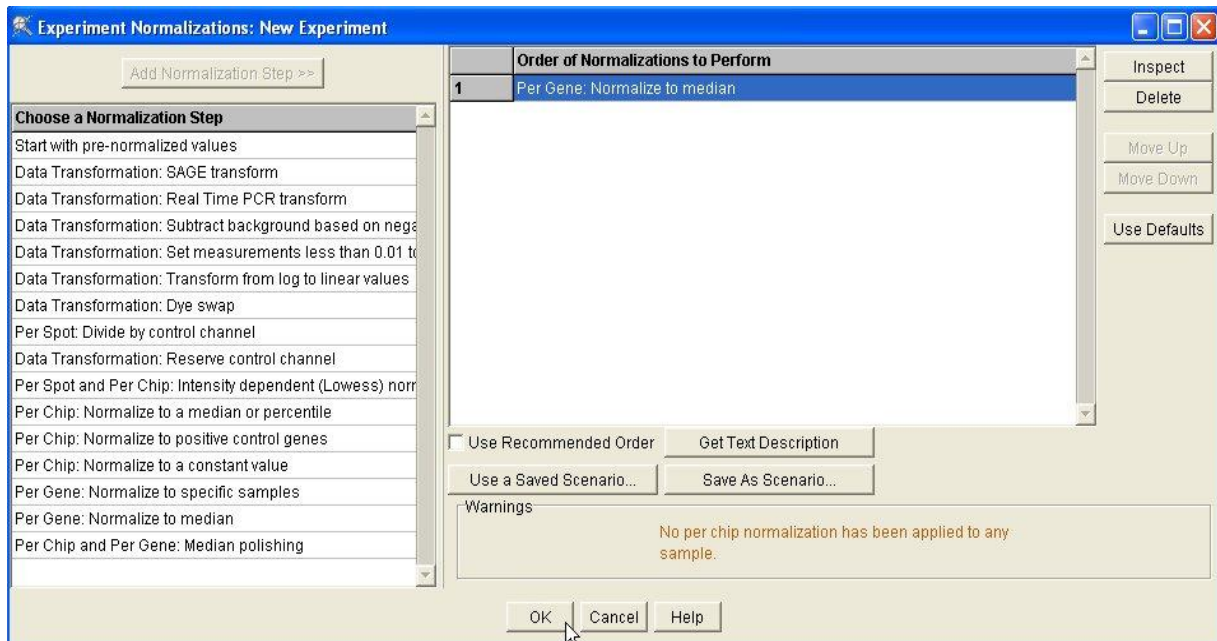 Experiment Normalizations: New Experiment
Add Normalization Step >>
Choose a Normalization Step
Start with pre-normalized values
Data Transformation: SAGE transform
Data Transformation: Real Time PCR transform
Data Transformation: Subtract background based on nega
Data Transformation: Set measurements less than 0.01 to
Data Transformation: Transform from log to linear values
Data Transformation: Dye swap
Per Spot: Divide by control channel
Data Transformation: Reserve control channel
Per Spot and Per Chip: Intensity dependent (Lowess) norr
Per Chip: Normalize to a median or percentile
Per Chip: Normalize to positive control genes
Per Chip: Normalize to a constant value
Per Gene: Normalize to specific samples
Per Gene: Normalize to median
Per Chip and Per Gene: Median polishing
Order of Normalizations to Perform
1 Per Gene: Normalize to median
Use Recommended Order Get Text Description
Use a Saved Scenario... Save As Scenario...
Warnings
No per chip normalization has been applied to any
sample.
Inspect
Delete
Move Up
Move Down
Use Defaults
OK Cancel Help